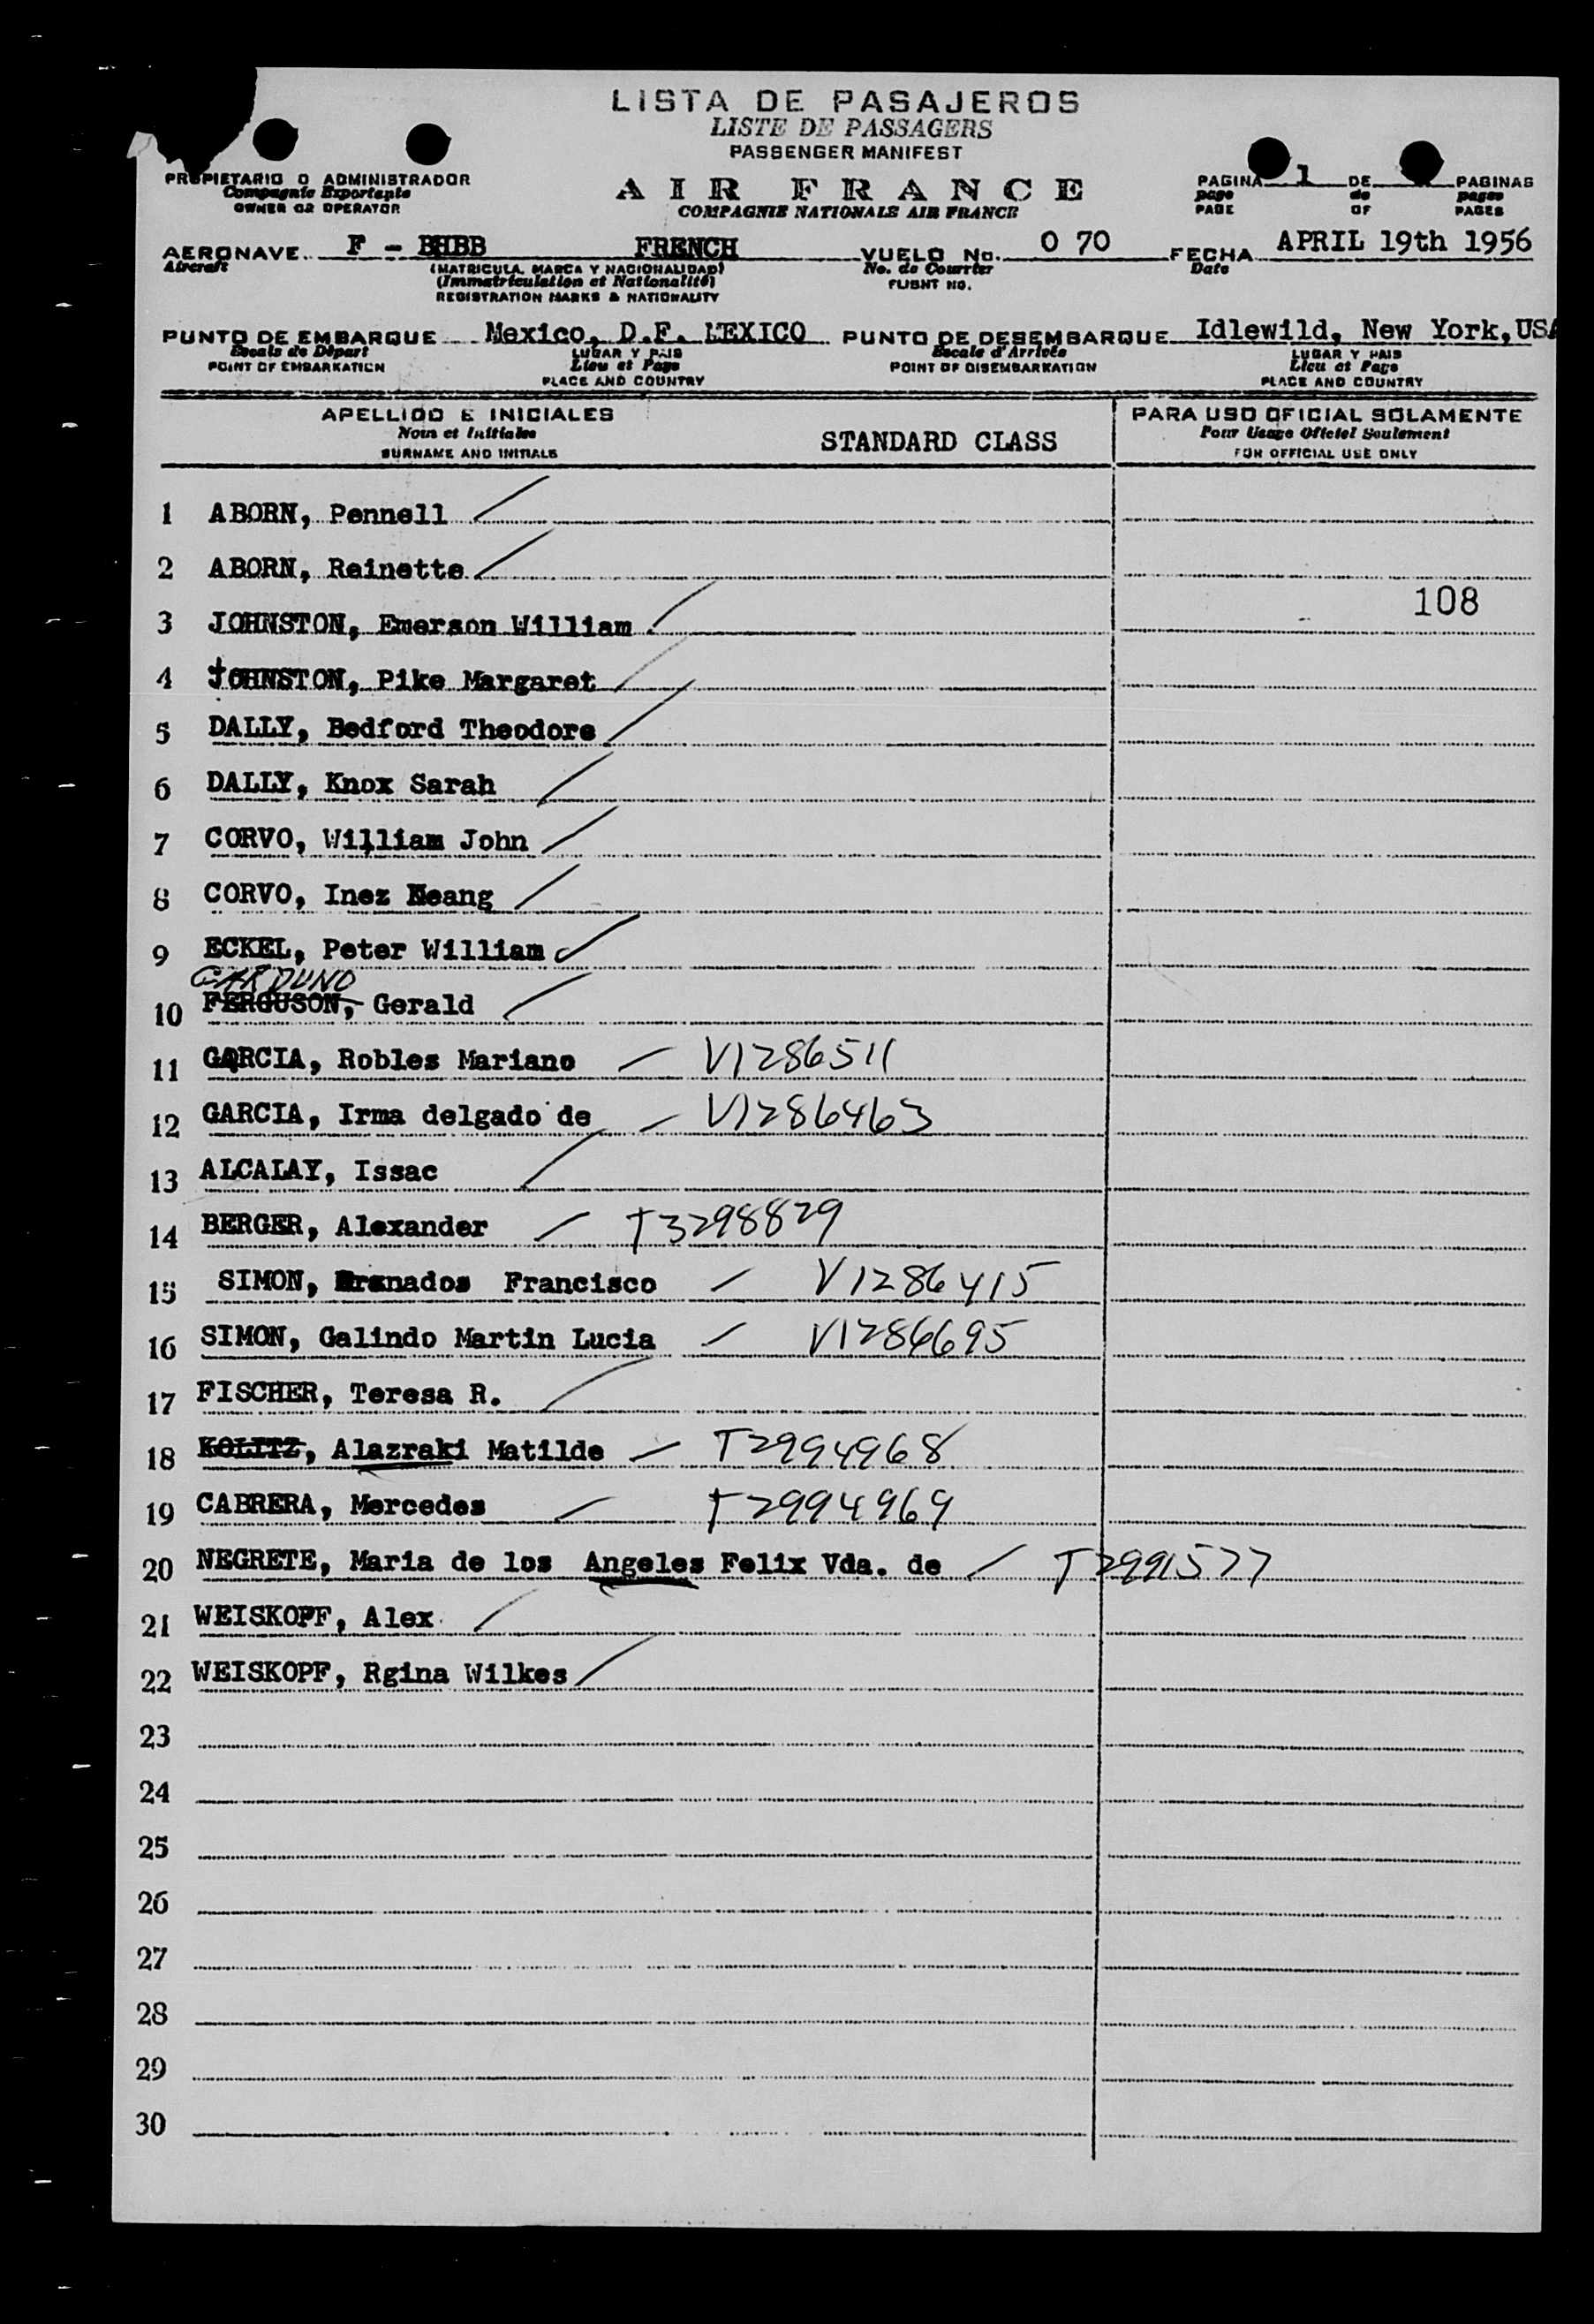 LISTA DE PASAJEROS
LISTE DE PASSAGERS
PASSENGER MANIFEST
PROPIETARIO O ADMINISTRADOR
Compagnie Exportante
OWNER OR OPERATOR
AIR FRANCE
COMPAGNIE NATIONALE AIR FRANCE
PAGINA 1 DE PAGINAS
page de pages
PAGE OF PAGES
AERONAVE F - BHBB FRENCH VUELO No. 0 70 FECHA APRIL 19th 1956
Aircraft (MATRICULA, MARCA Y NACIONALIDAD) No. de Courrier Date
(Immatriculation et Nationalité) FLIGHT NO.
REGISTRATION MARKS & NATIONALITY
PUNTO DE EMBARQUE Mexico, D.F. MEXICO PUNTO DE DESEMBARQUE Idlewild, New York, USA
Escale de Départ LUGAR Y PAIS Escale d'Arrivée LUGAR Y PAIS
POINT OF EMBARKATION Lieu et Pays POINT OF DISEMBARKATION Lieu et Pays
PLACE AND COUNTRY PLACE AND COUNTRY
APELLIDO E INICIALES PARA USO OFICIAL SOLAMENTE
Nom et Initiales STANDARD CLASS Pour Usage Officiel Seulement
SURNAME AND INITIALS FOR OFFICIAL USE ONLY
1 ABORN, Pennell
2 ABORN, Rainette
108
3 JOHNSTON, Emerson William
4 JOHNSTON, Pike Margaret
5 DALLY, Bedford Theodore
6 DALLY, Knox Sarah
7 CORVO, William John
8 CORVO, Inez Neang
9 ECKEL, Peter William
GARDUNO
10 FERGUSON, Gerald
11 GARCIA, Robles Mariano V1286511
12 GARCIA, Irma delgado de V1286463
13 ALCALAY, Issac
14 BERGER, Alexander T3298829
15 SIMON, Francisco V1286415
16 SIMON, Galindo Martin Lucia V1286695
17 FISCHER, Teresa R.
18 KOLITZ, Alazraki Matilde T2994968
19 CABRERA, Mercedes T2994969
20 NEGRETE, Maria de los Angeles Felix Vda. de T2991577
21 WEISKOPF, Alex
22 WEISKOPF, Rgina Wilkes
23
24
25
26
27
28
29
30